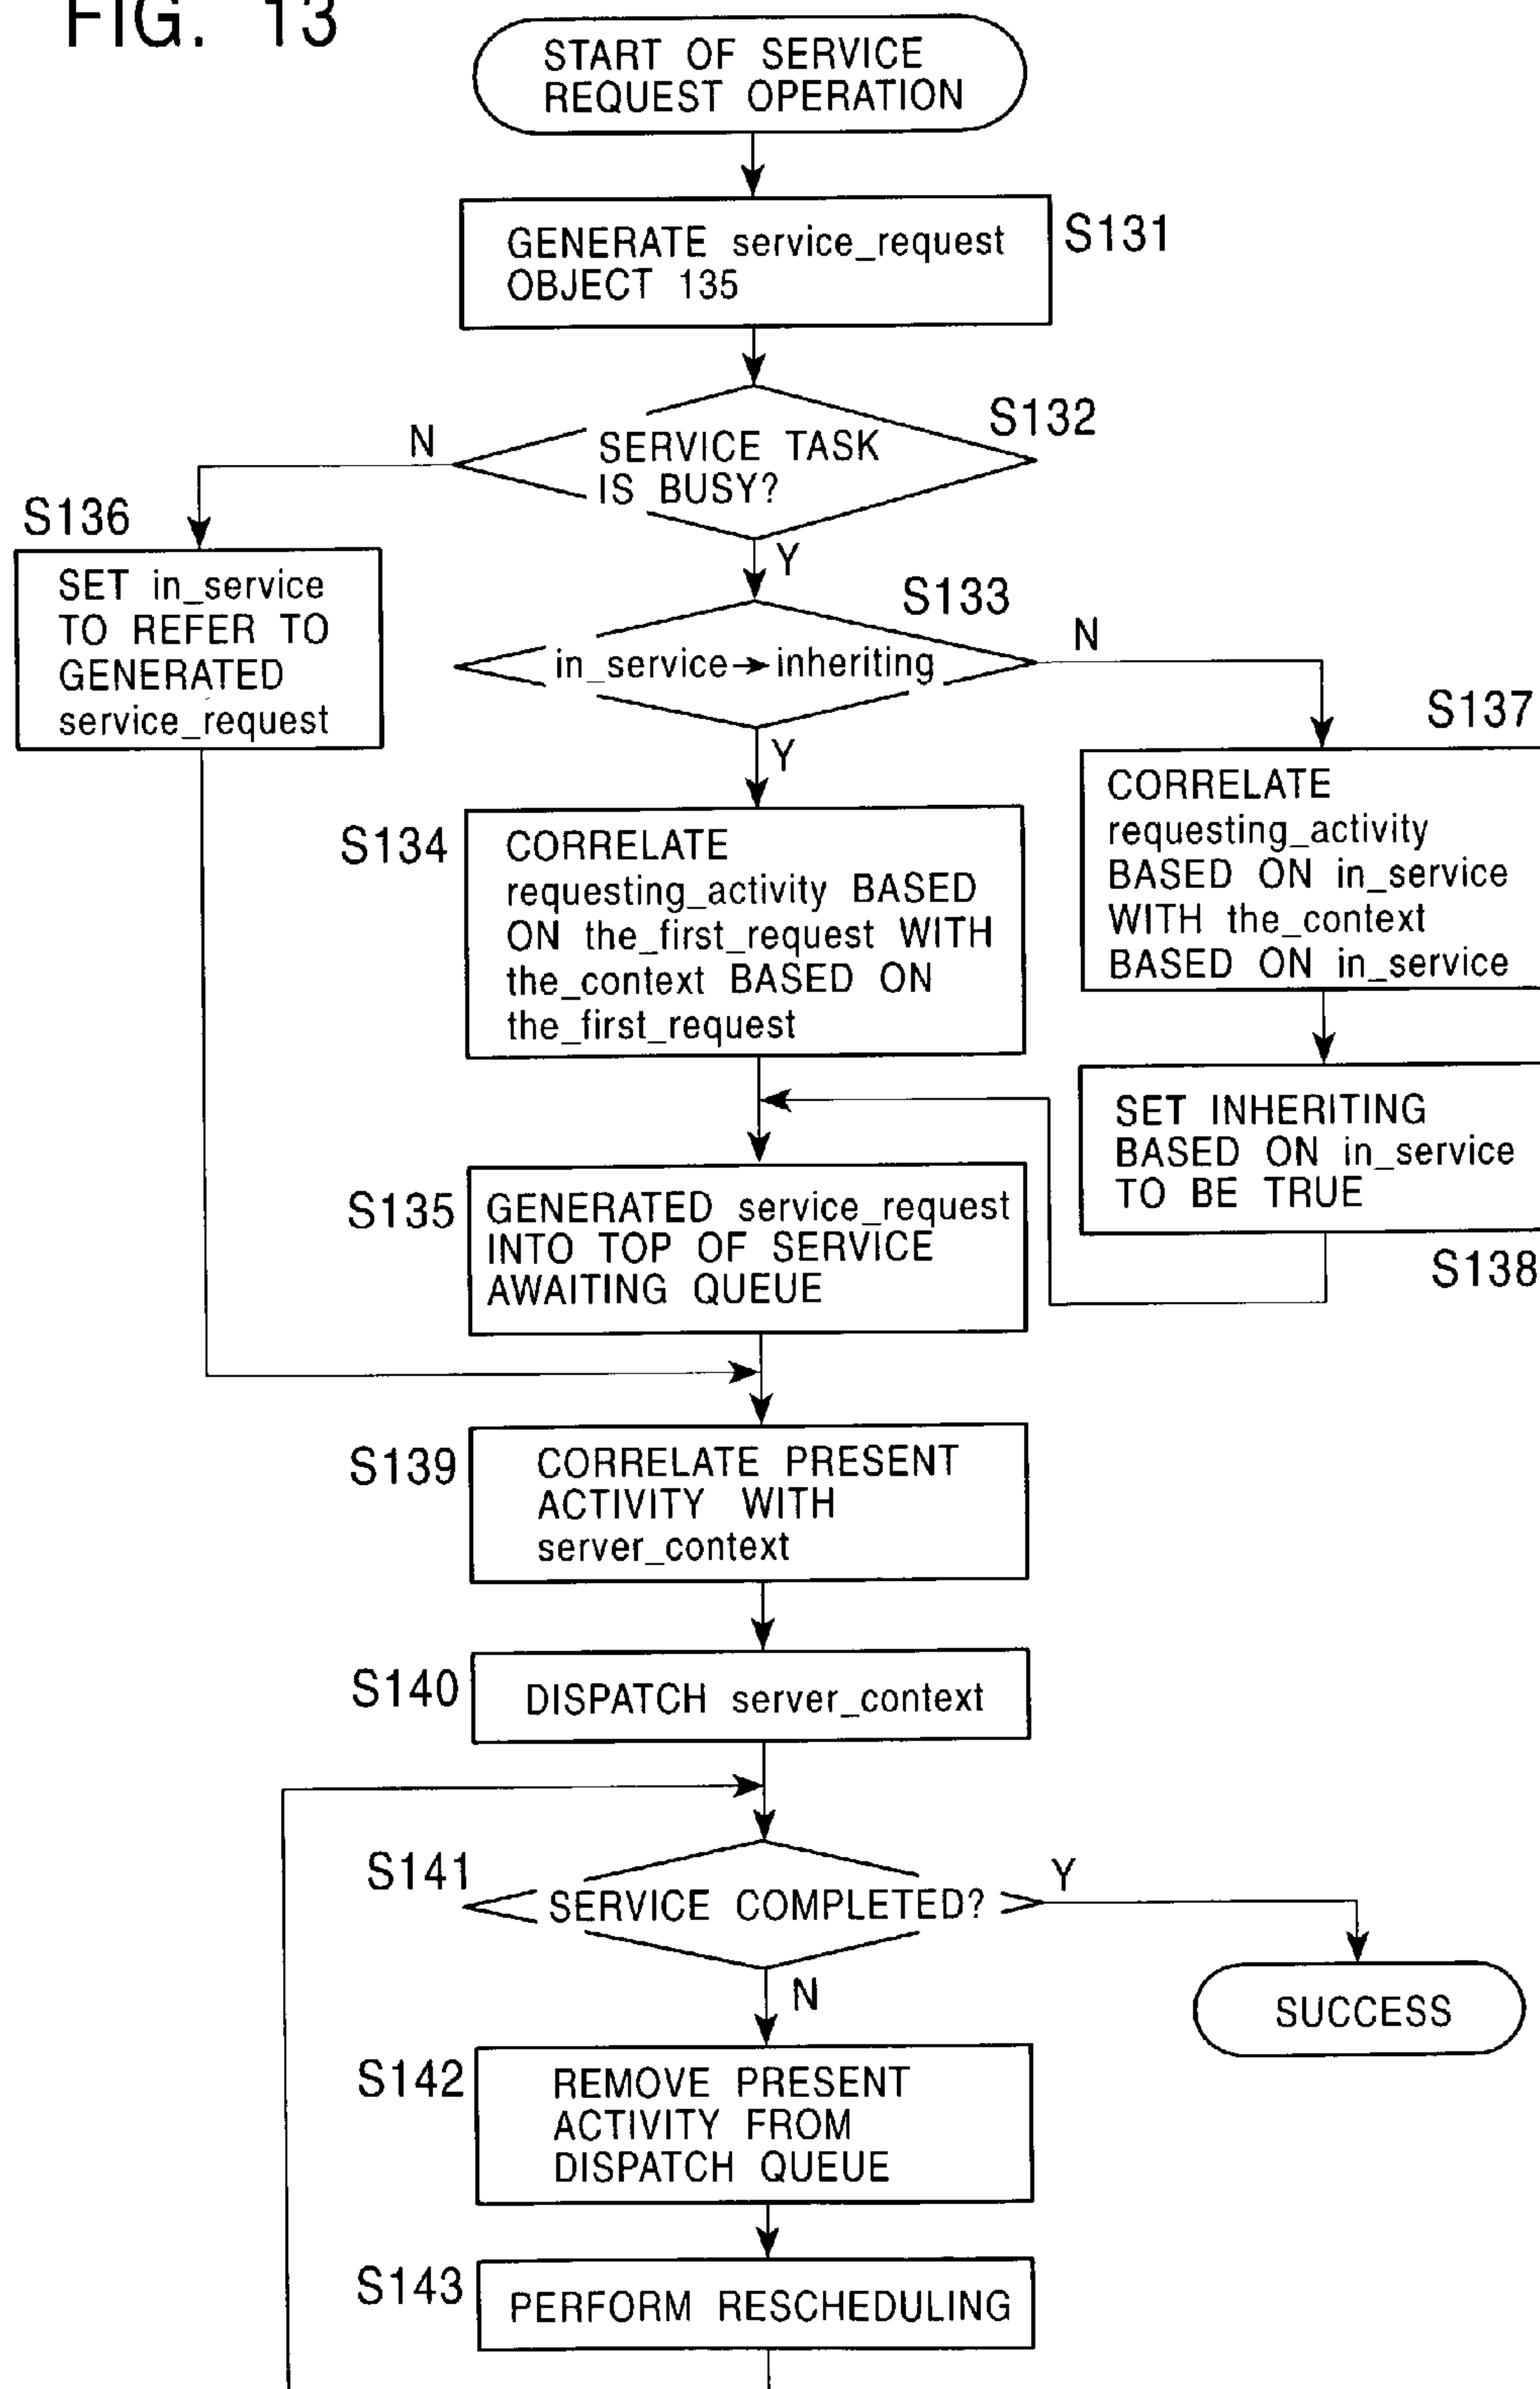 FIG. 13
START OF SERVICE
REQUEST OPERATION
GENERATE service_request
OBJECT 135
S131
SERVICE TASK
IS BUSY?
S132
N
Y
S136
SET in_service
TO REFER TO
GENERATED
service_request
S133
in_service→inheriting
N
Y
S137
CORRELATE
requesting_activity
BASED ON in_service
WITH the_context
BASED ON in_service
S134
CORRELATE
requesting_activity BASED
ON the_first_request WITH
the_context BASED ON
the_first_request
SET INHERITING
BASED ON in_service
TO BE TRUE
S138
S135
GENERATED service_request
INTO TOP OF SERVICE
AWAITING QUEUE
S139
CORRELATE PRESENT
ACTIVITY WITH
server_context
S140
DISPATCH server_context
S141
SERVICE COMPLETED?
Y
N
SUCCESS
S142
REMOVE PRESENT
ACTIVITY FROM
DISPATCH QUEUE
S143
PERFORM RESCHEDULING